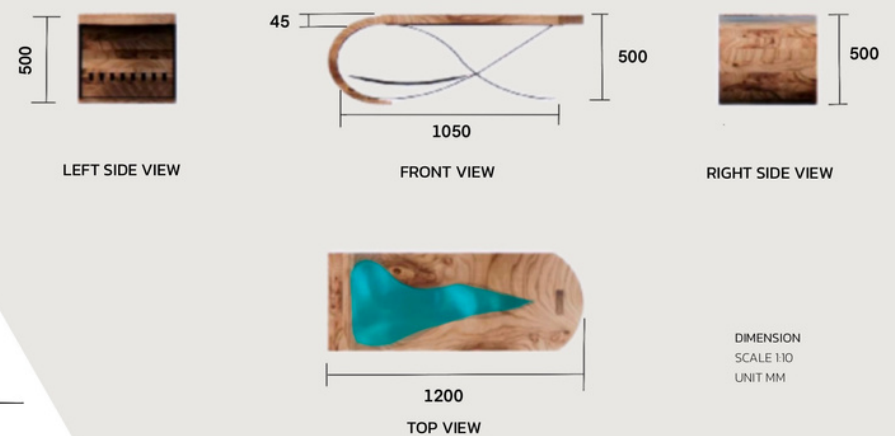 500
45
500
1050
500
LEFT SIDE VIEW
FRONT VIEW
RIGHT SIDE VIEW
1200
TOP VIEW
DIMENSION
SCALE 1:10
UNIT MM